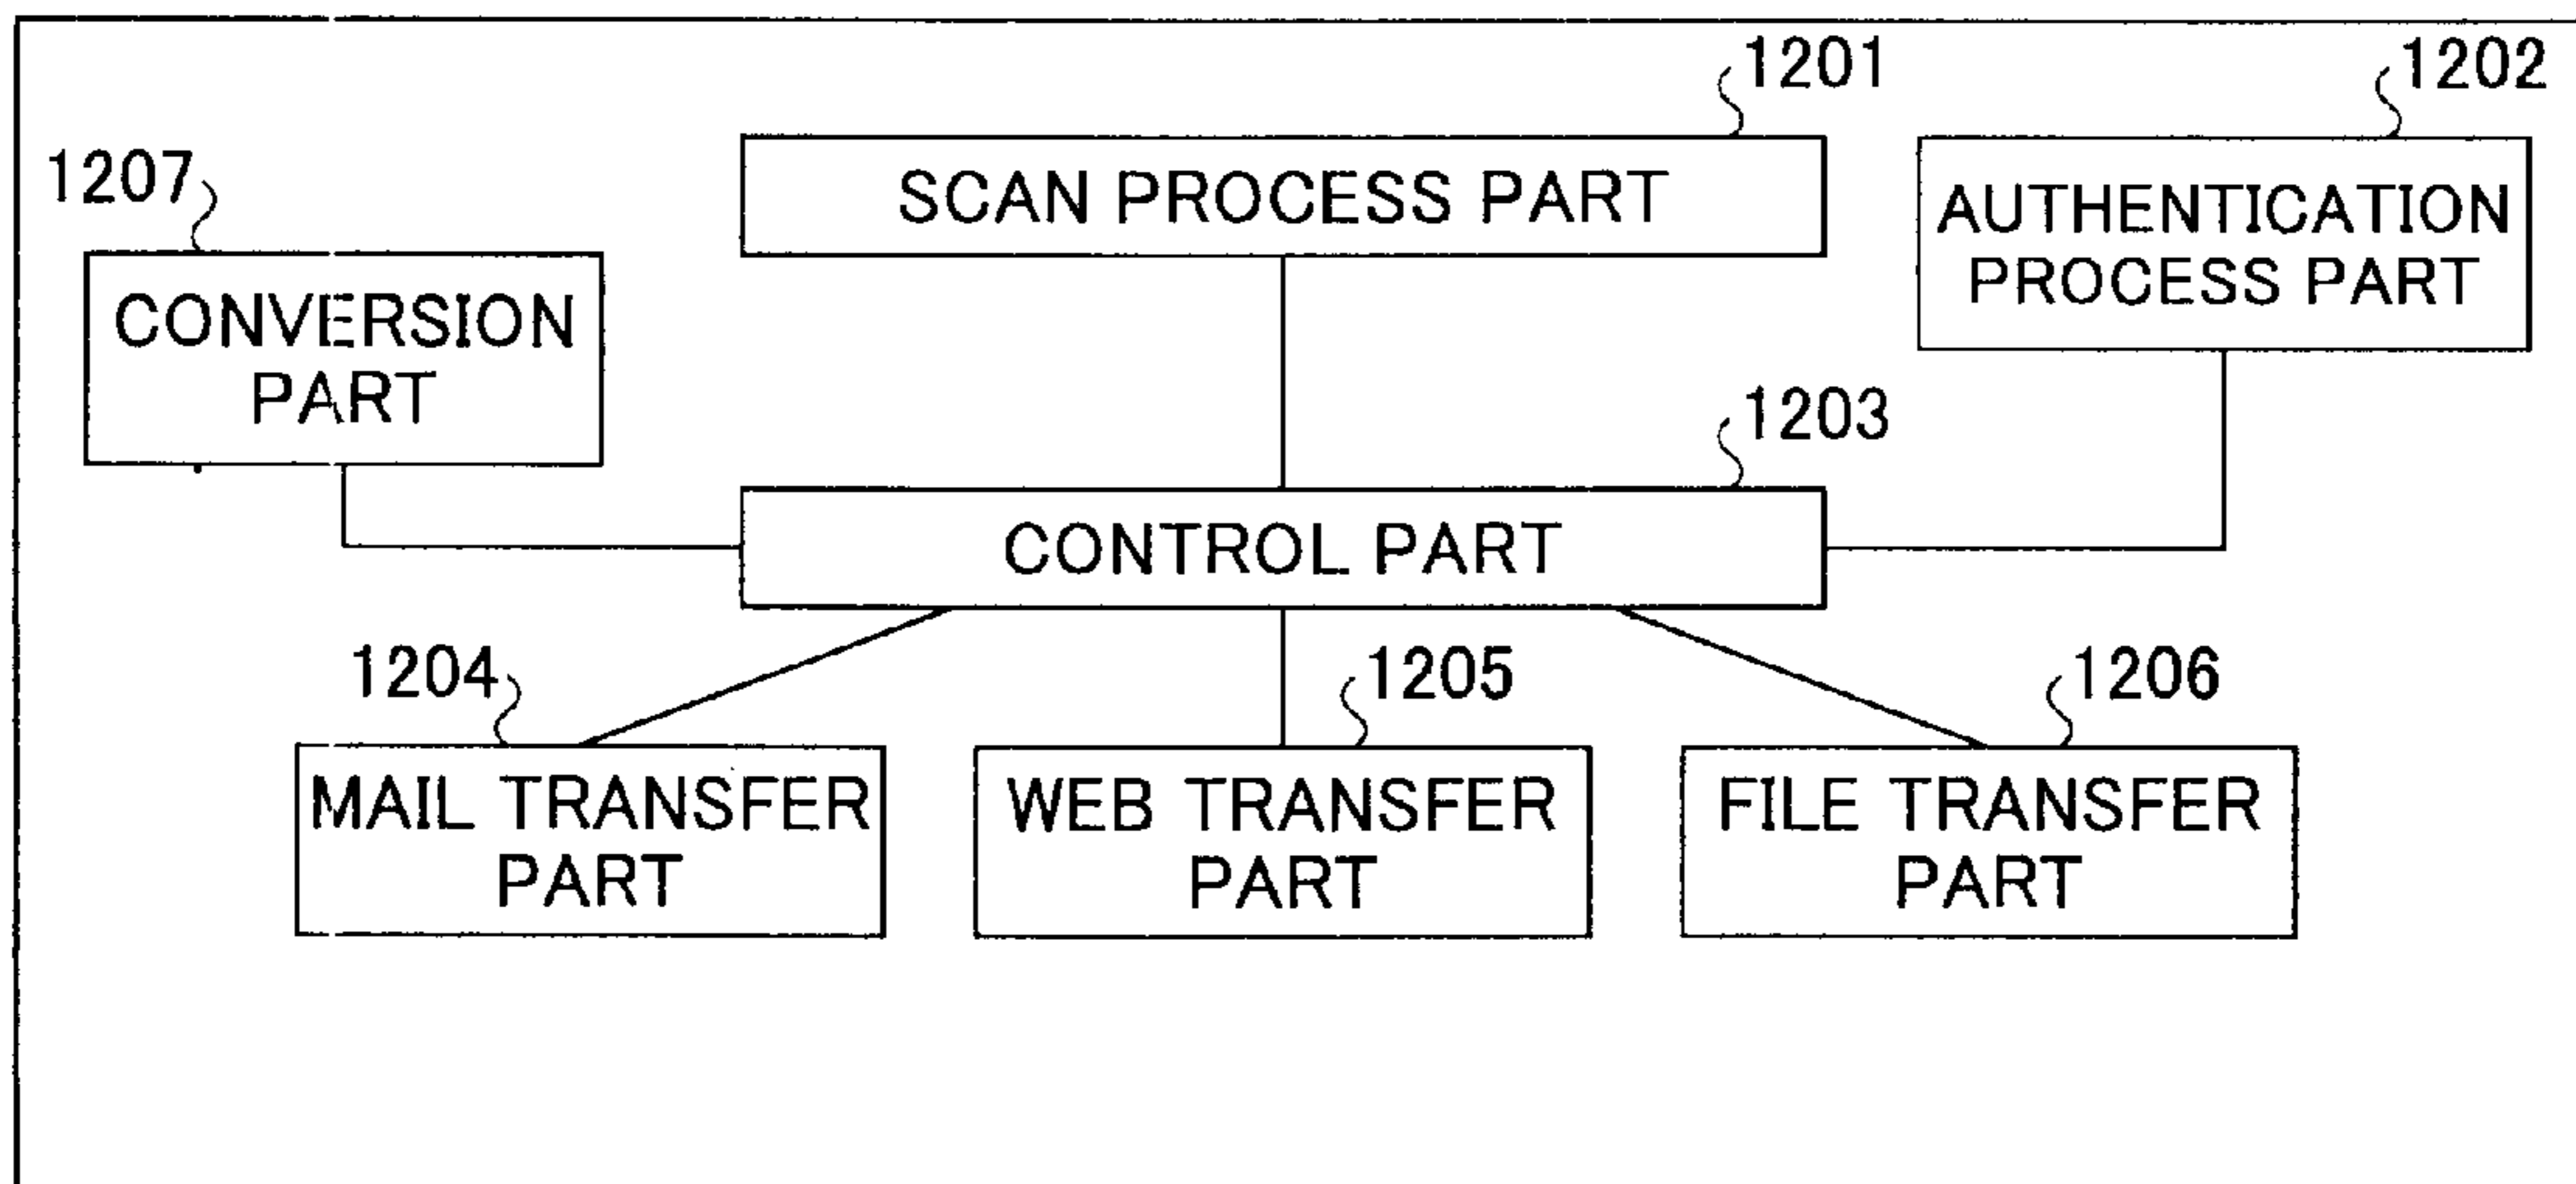 1201
1202
1207
SCAN PROCESS PART
AUTHENTICATION
PROCESS PART
CONVERSION
PART
1203
CONTROL PART
1204
1205
1206
MAIL TRANSFER
PART
WEB TRANSFER
PART
FILE TRANSFER
PART